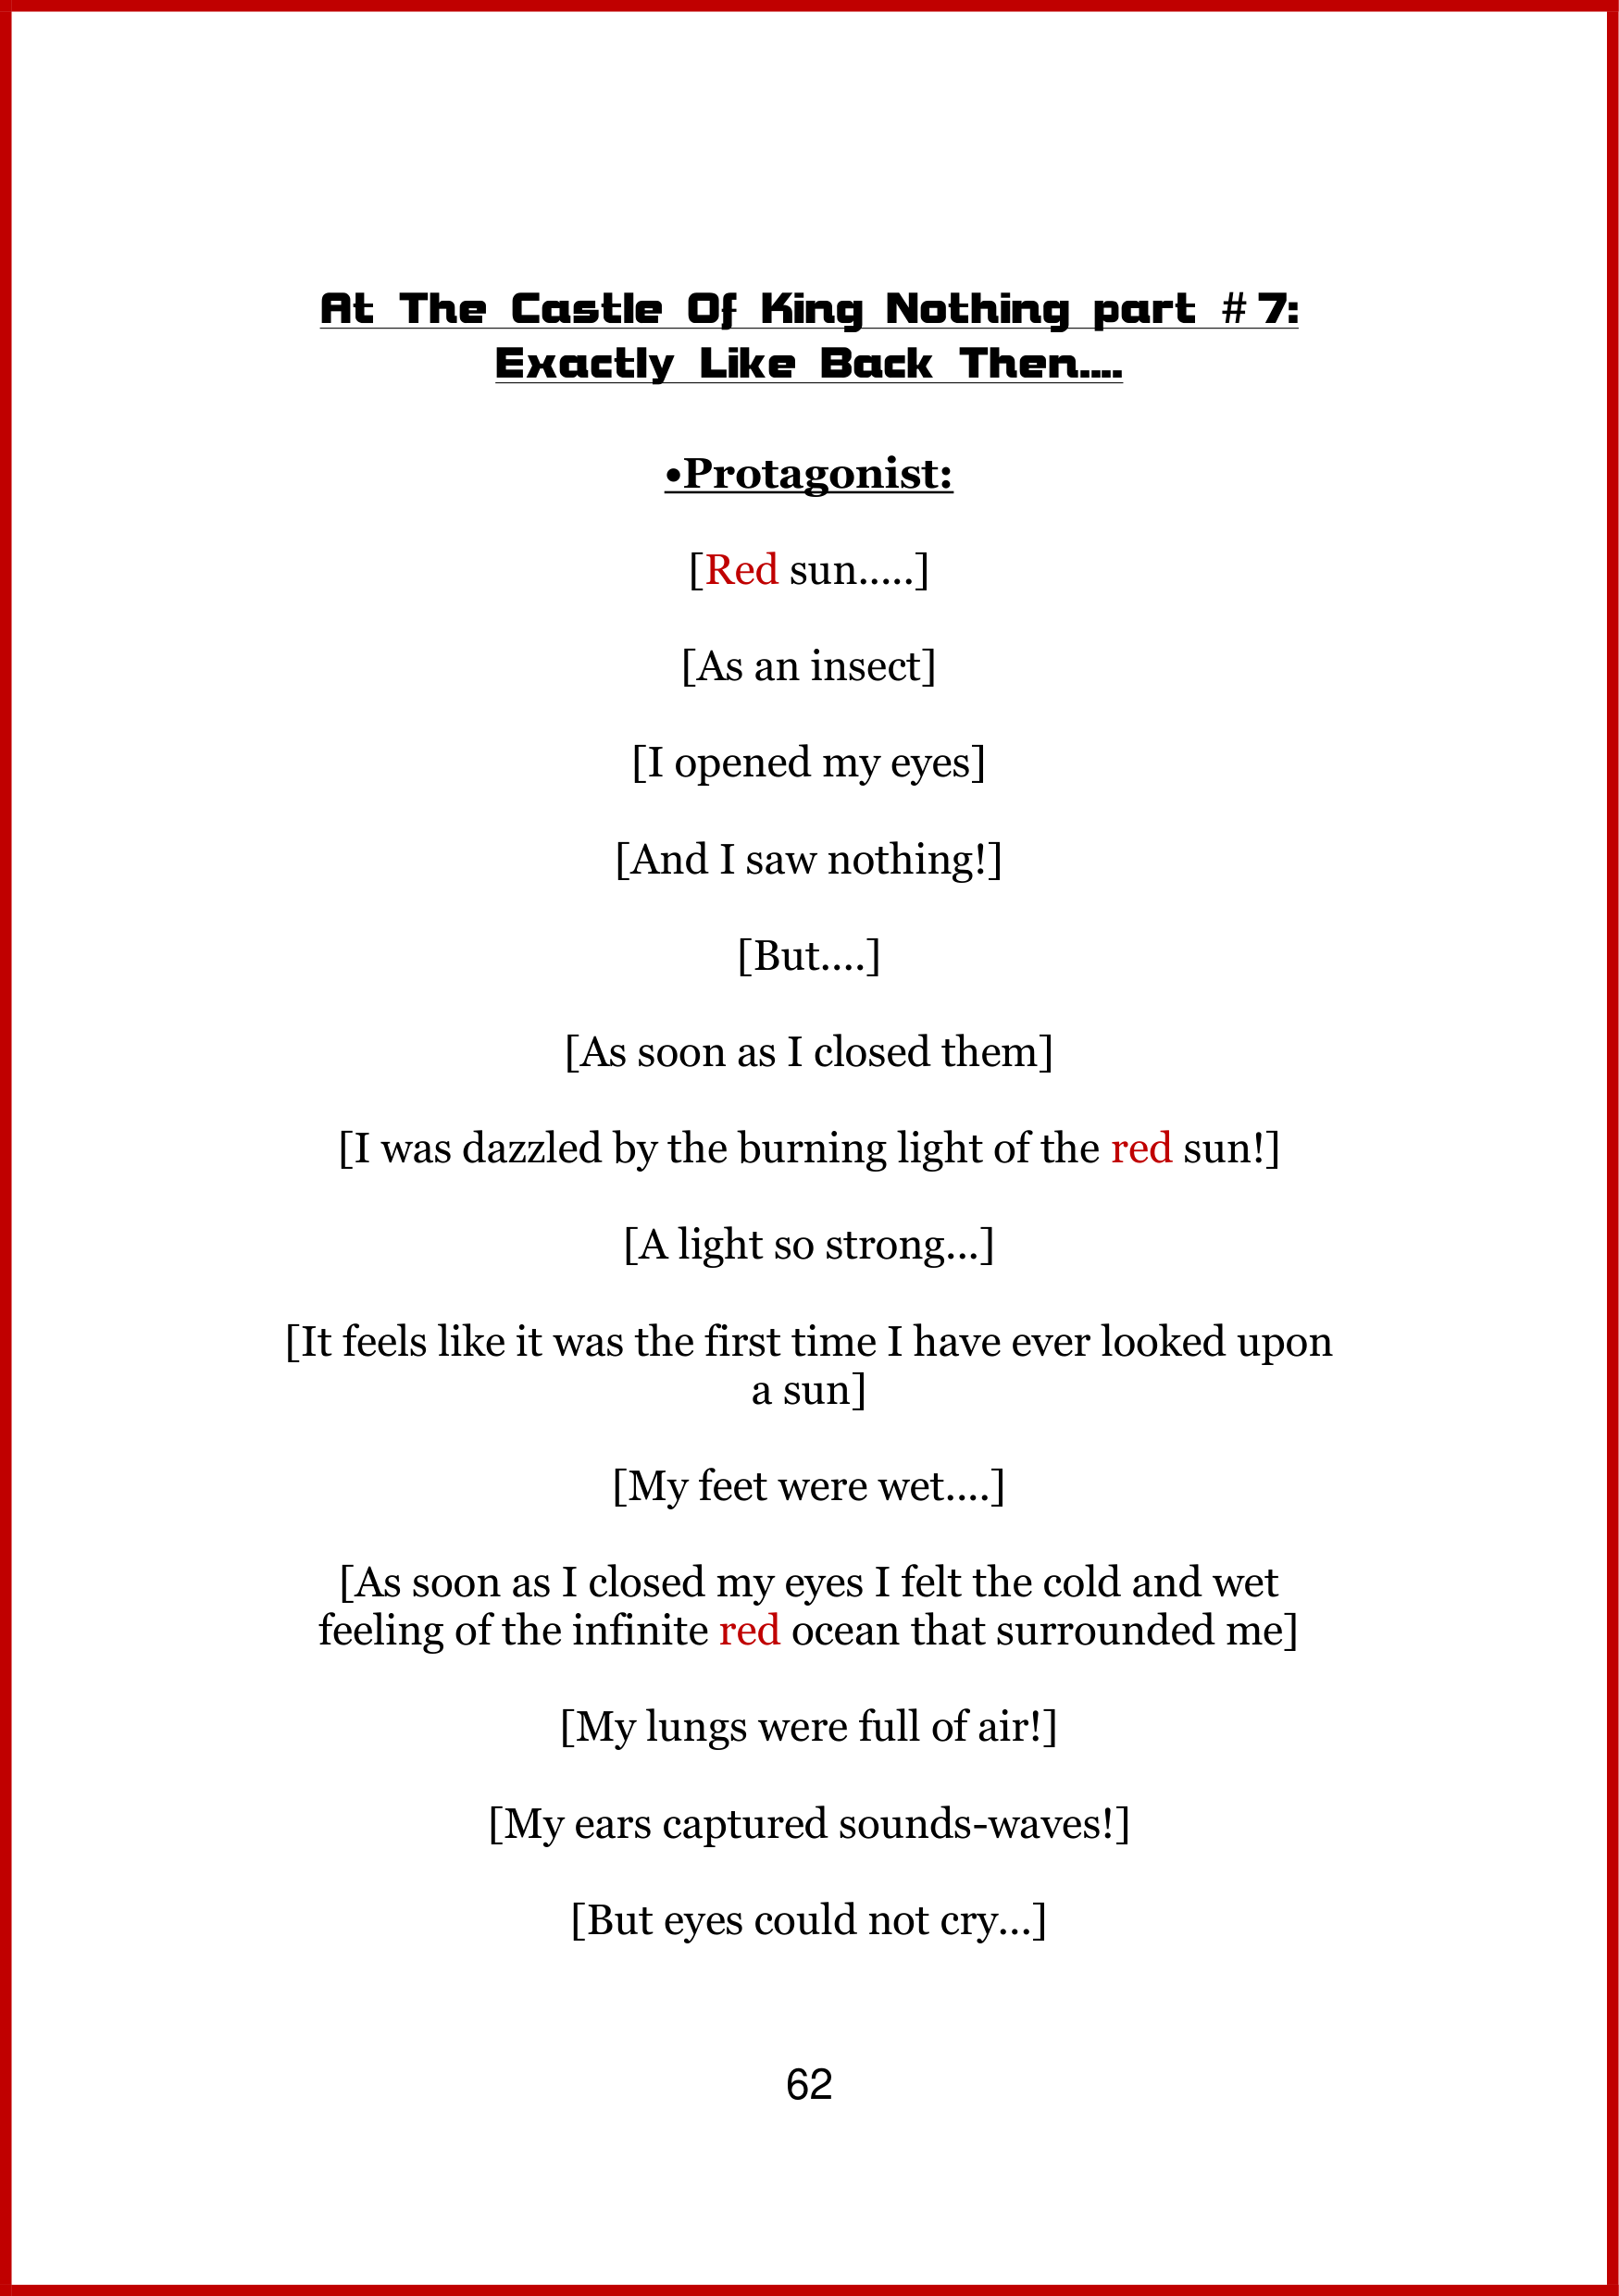 At The Castle Of King Nothing part #7:
Exactly Like Back Then....
•Protagonist:
[Red sun.....]
[As an insect]
[I opened my eyes]
[And I saw nothing!]
[But....]
[As soon as I closed them]
[I was dazzled by the burning light of the red sun!]
[A light so strong...]
[It feels like it was the first time I have ever looked upon
a sun]
[My feet were wet....]
[As soon as I closed my eyes I felt the cold and wet
feeling of the infinite red ocean that surrounded me]
[My lungs were full of air!]
[My ears captured sounds-waves!]
[But eyes could not cry...]
62